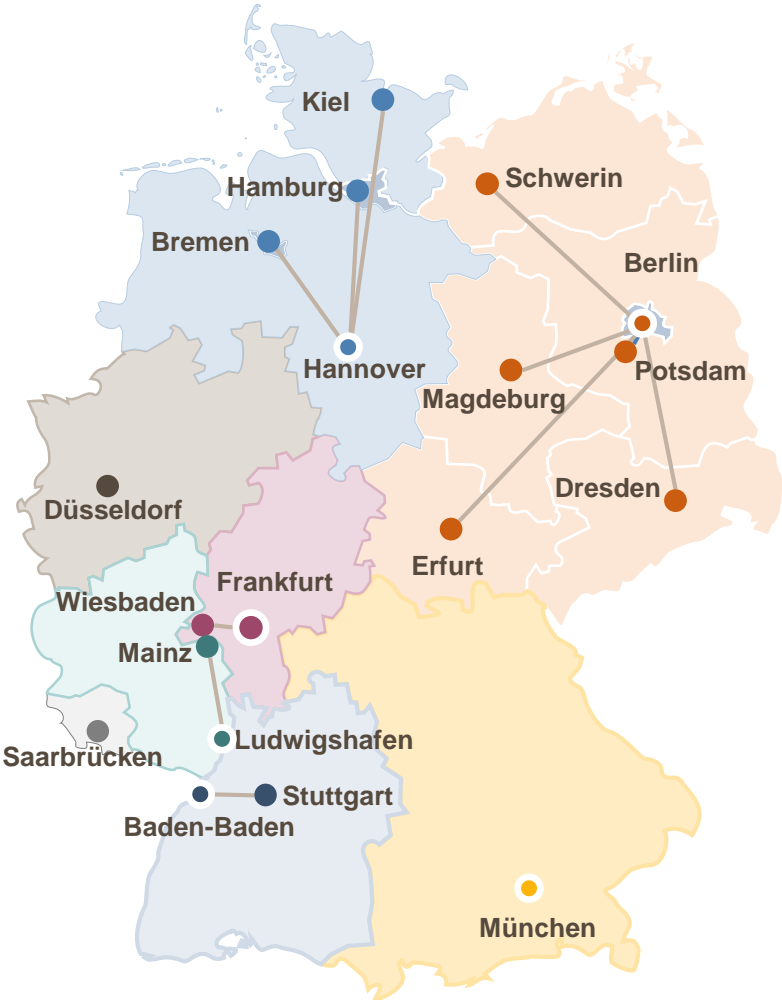 Kiel
Schwerin
Hamburg
Bremen
Berlin
Hannover
Potsdam
Magdeburg
Dresden
Düsseldorf
Erfurt
Frankfurt
Wiesbaden
Mainz
Ludwigshafen
Saarbrücken
Stuttgart
Baden-Baden
München